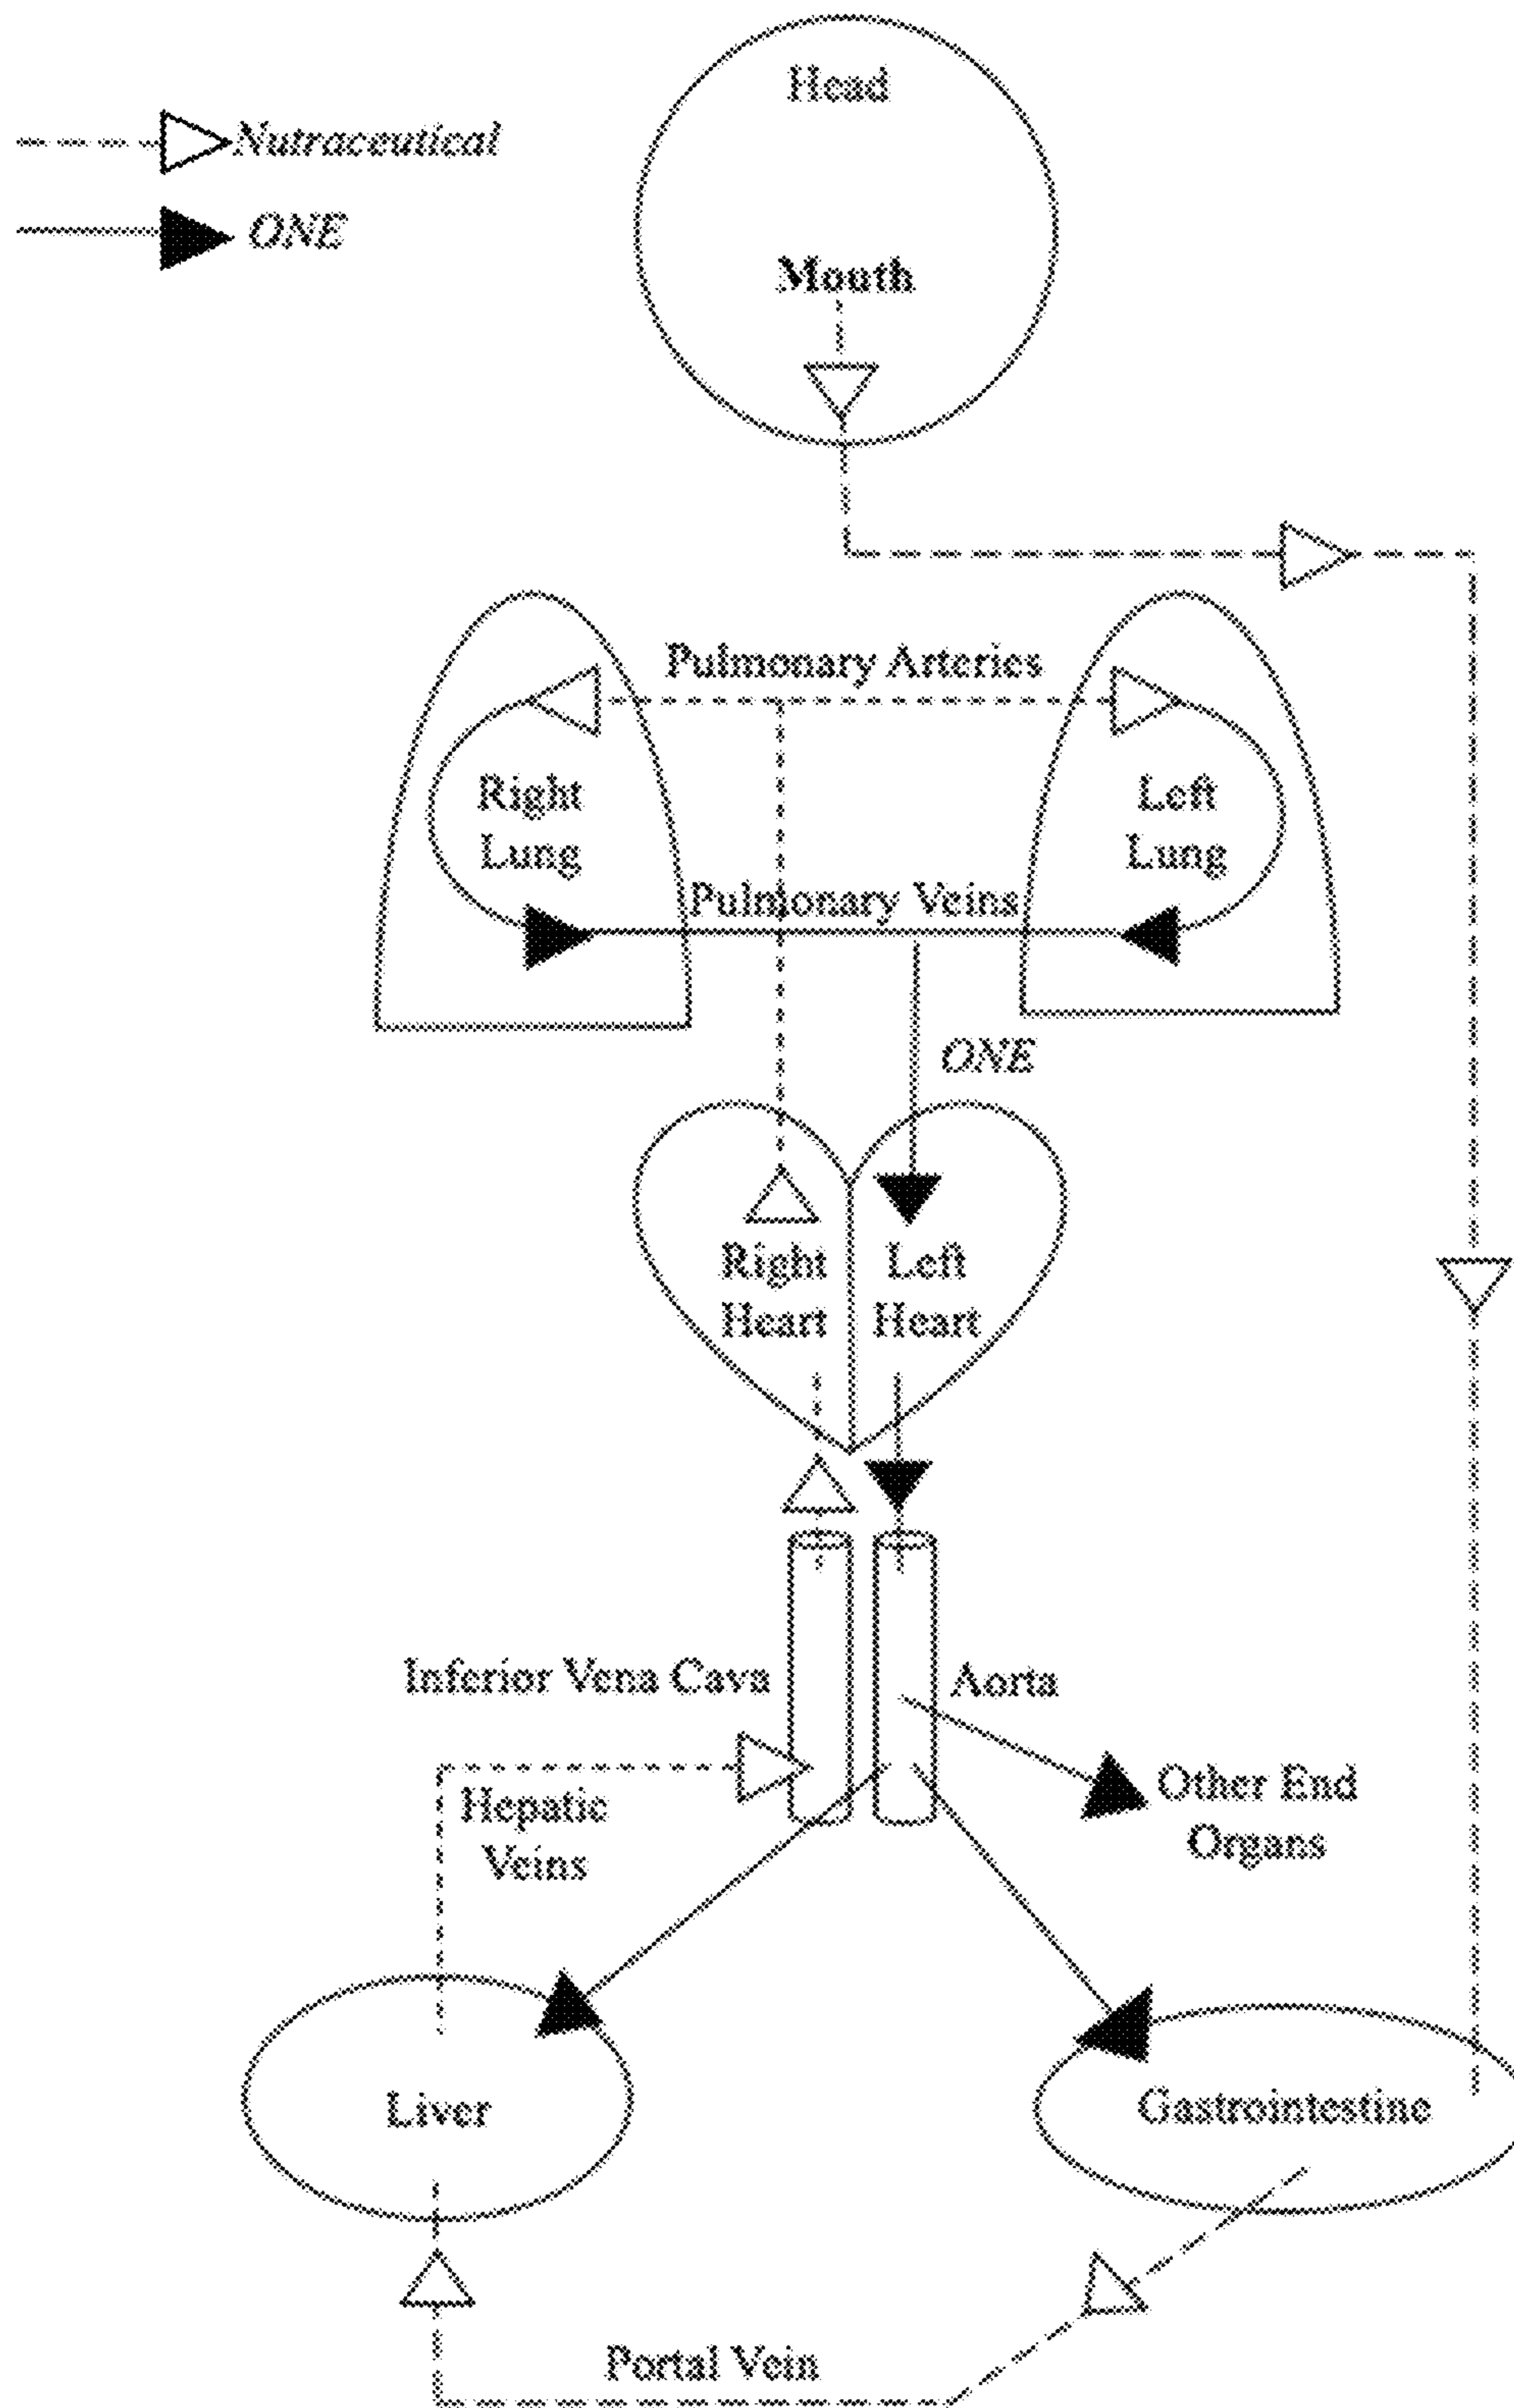 Head
Nutraceutical
ONE
Mouth
Pulmonary Arteries
Right
Lung
Left
Lung
Pulmonary Veins
ONE
Right
Heart
Left
Heart
Inferior Vena Cava
Aorta
Hepatic
Veins
Other End
Organs
Liver
Gastrointestine
Portal Vein